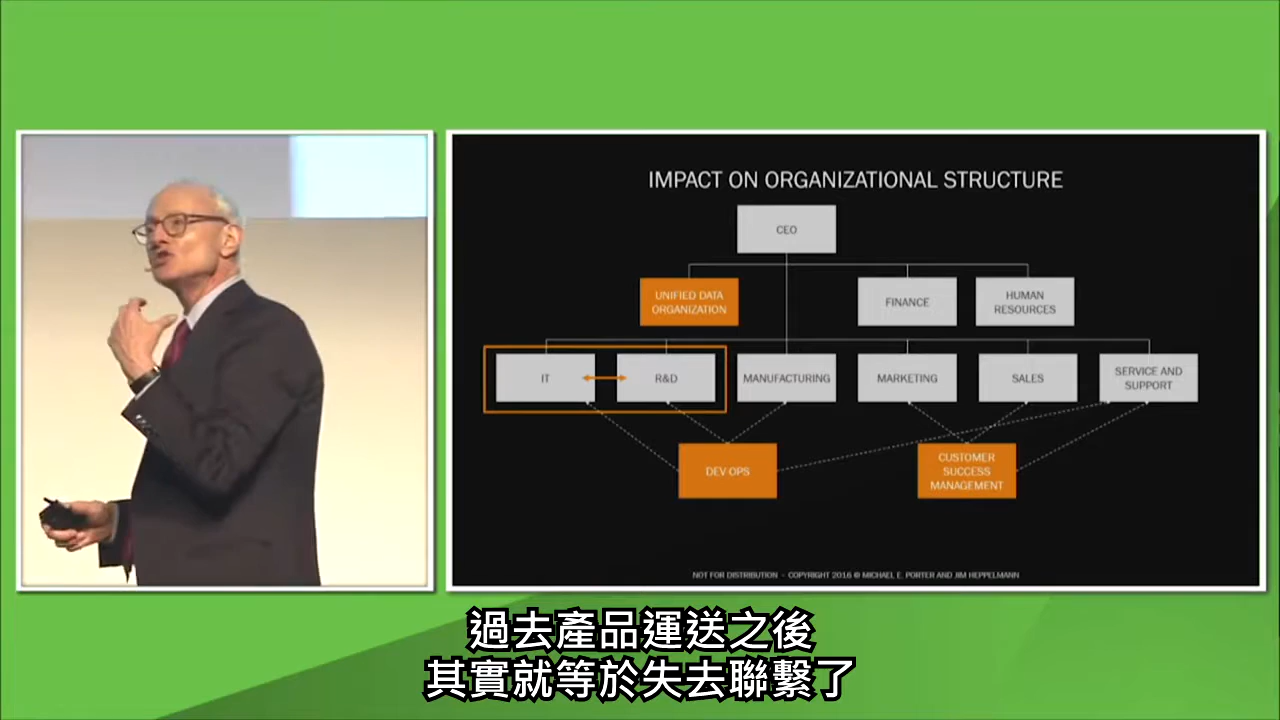 IMPACT ON ORGANIZATIONAL STRUCTURE
CEO
UNIFIED DATA
ORGANIZATION
FINANCE
HUMAN
RESOURCES
IT
R&D
MANUFACTURING
MARKETING
SALES
SERVICE AND
SUPPORT
DEV OPS
CUSTOMER
SUCCESS
MANAGEMENT
NOT FOR DISTRIBUTION – COPYRIGHT 2016 © MICHAEL E. PORTER AND JIM HEPPELMANN
過去產品運送之後
其實就等於失去聯繫了